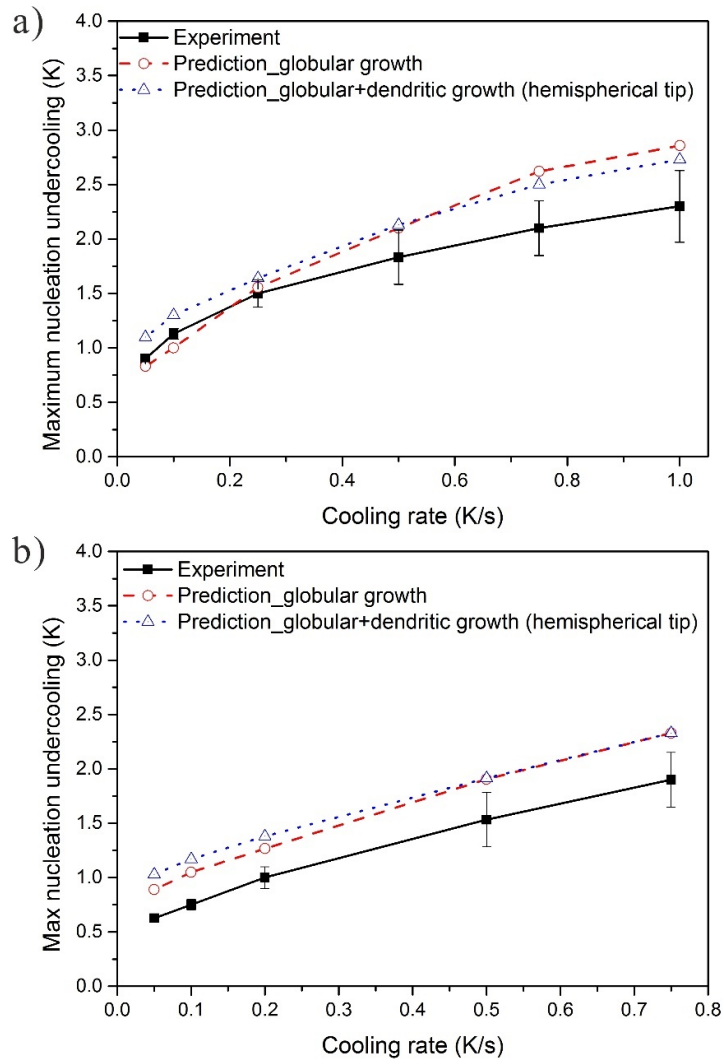 a)
4.0
3.5
3.0
2.5
2.0
1.5
1.0
0.5
0.0
Maximum nucleation undercooling (K)
Experiment
Prediction_globular growth
Prediction_globular+dendritic growth (hemispherical tip)
0.0 0.2 0.4 0.6 0.8 1.0
Cooling rate (K/s)
b)
4.0
3.5
3.0
2.5
2.0
1.5
1.0
0.5
0.0
Max nucleation undercooling (K)
Experiment
Prediction_globular growth
Prediction_globular+dendritic growth (hemispherical tip)
0.0 0.1 0.2 0.3 0.4 0.5 0.6 0.7 0.8
Cooling rate (K/s)